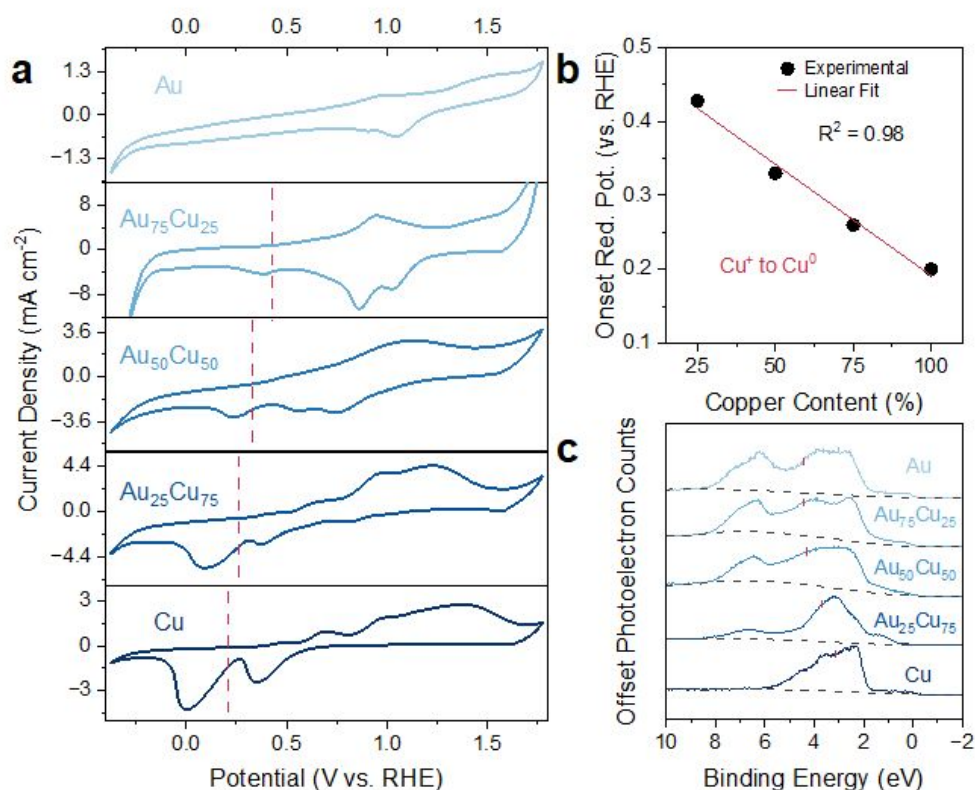 a
0.0 0.5 1.0 1.5
Au
1.3
0.0
−1.3
Au₇₅Cu₂₅
8
0
−8
Au₅₀Cu₅₀
3.6
0.0
−3.6
Au₂₅Cu₇₅
4.4
0.0
−4.4
Cu
3
0
−3
0.0 0.5 1.0 1.5
Potential (V vs. RHE)
Current Density (mA cm⁻²)
b
0.5
0.4
0.3
0.2
0.1
Experimental
Linear Fit
R² = 0.98
Cu⁺ to Cu⁰
25 50 75 100
Copper Content (%)
Onset Red. Pot. (vs. RHE)
c
Au
Au₇₅Cu₂₅
Au₅₀Cu₅₀
Au₂₅Cu₇₅
Cu
10 8 6 4 2 0 −2
Binding Energy (eV)
Offset Photoelectron Counts